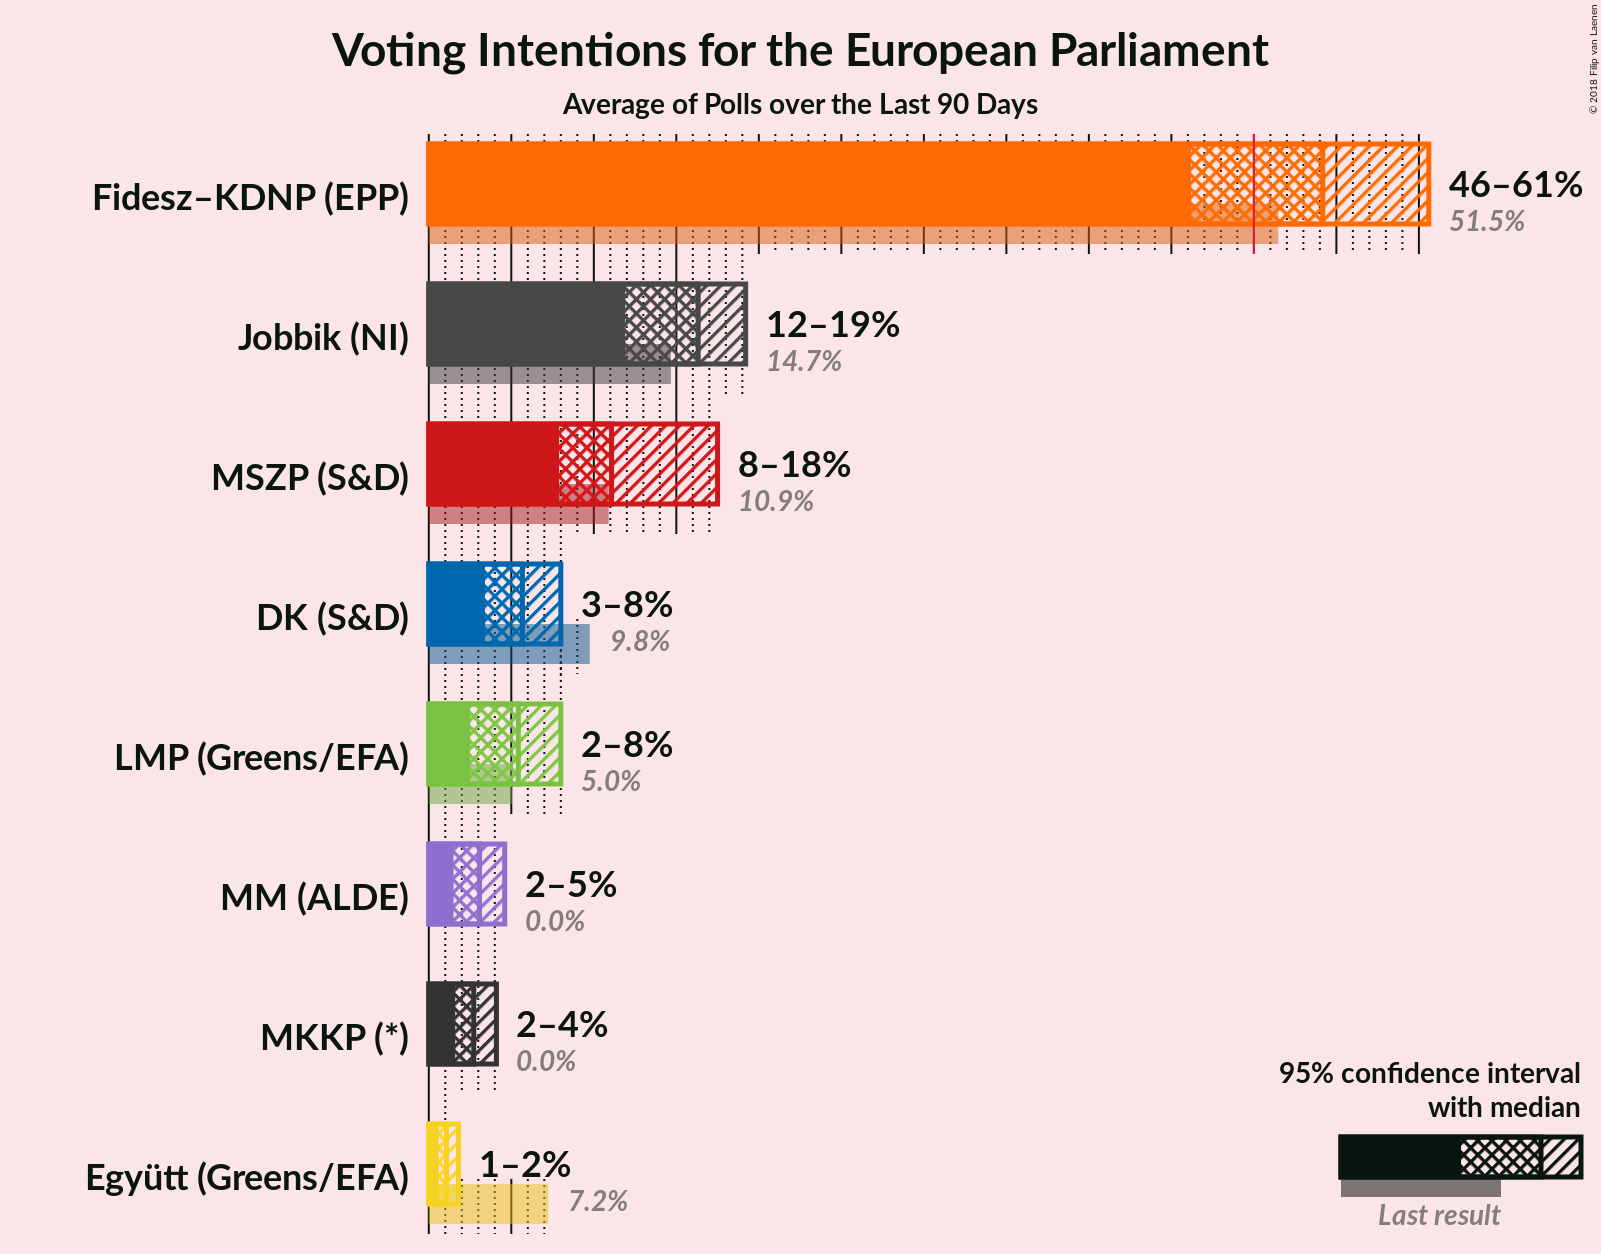 Voting Intentions for the European Parliament
Average of Polls over the Last 90 Days
© 2018 Filip van Laenen
Fidesz–KDNP (EPP)
46–61%
51.5%
Jobbik (NI)
12–19%
14.7%
MSZP (S&D)
8–18%
10.9%
DK (S&D)
3–8%
9.8%
LMP (Greens/EFA)
2–8%
5.0%
MM (ALDE)
2–5%
0.0%
MKKP (*)
2–4%
0.0%
Együtt (Greens/EFA)
1–2%
7.2%
95% confidence interval
with median
Last result